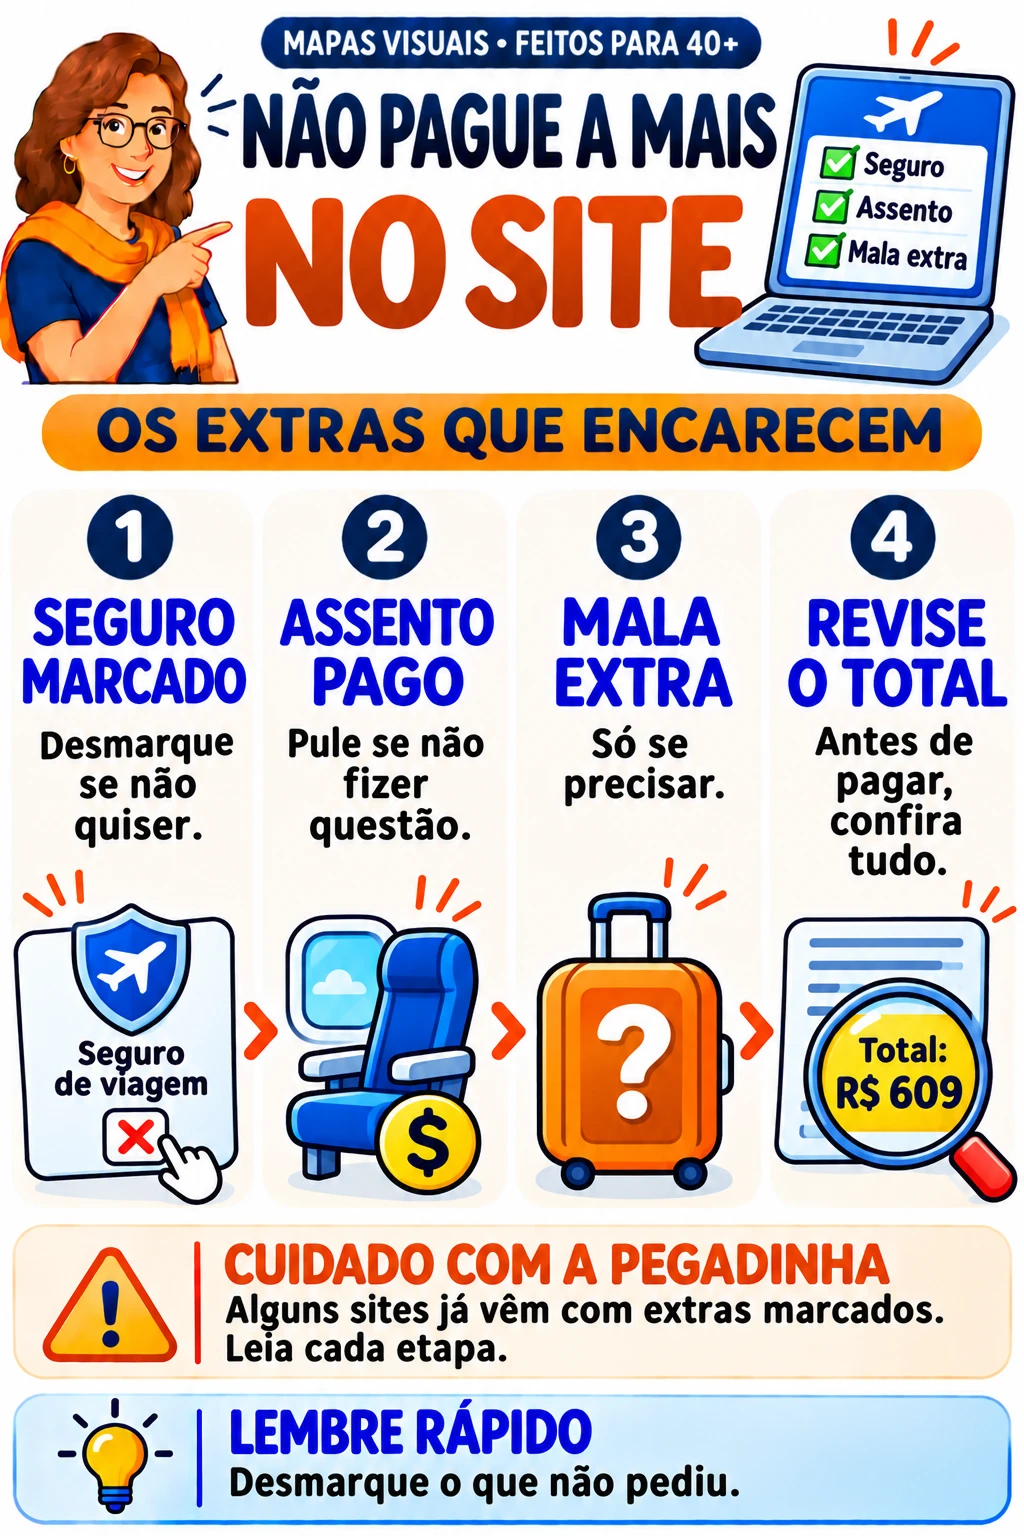 MAPAS VISUAIS • FEITOS PARA 40+
NÃO PAGUE A MAIS
NO SITE
Seguro
Assento
Mala extra
OS EXTRAS QUE ENCARECEM
1
SEGURO
MARCADO
Desmarque
se não
quiser.
Seguro
de viagem
2
ASSENTO
PAGO
Pule se não
fizer
questão.
$
3
MALA
EXTRA
Só se
precisar.
?
4
REVISE
O TOTAL
Antes de
pagar,
confira
tudo.
Total:
R$ 609
!
CUIDADO COM A PEGADINHA
Alguns sites já vêm com extras marcados.
Leia cada etapa.
LEMBRE RÁPIDO
Desmarque o que não pediu.